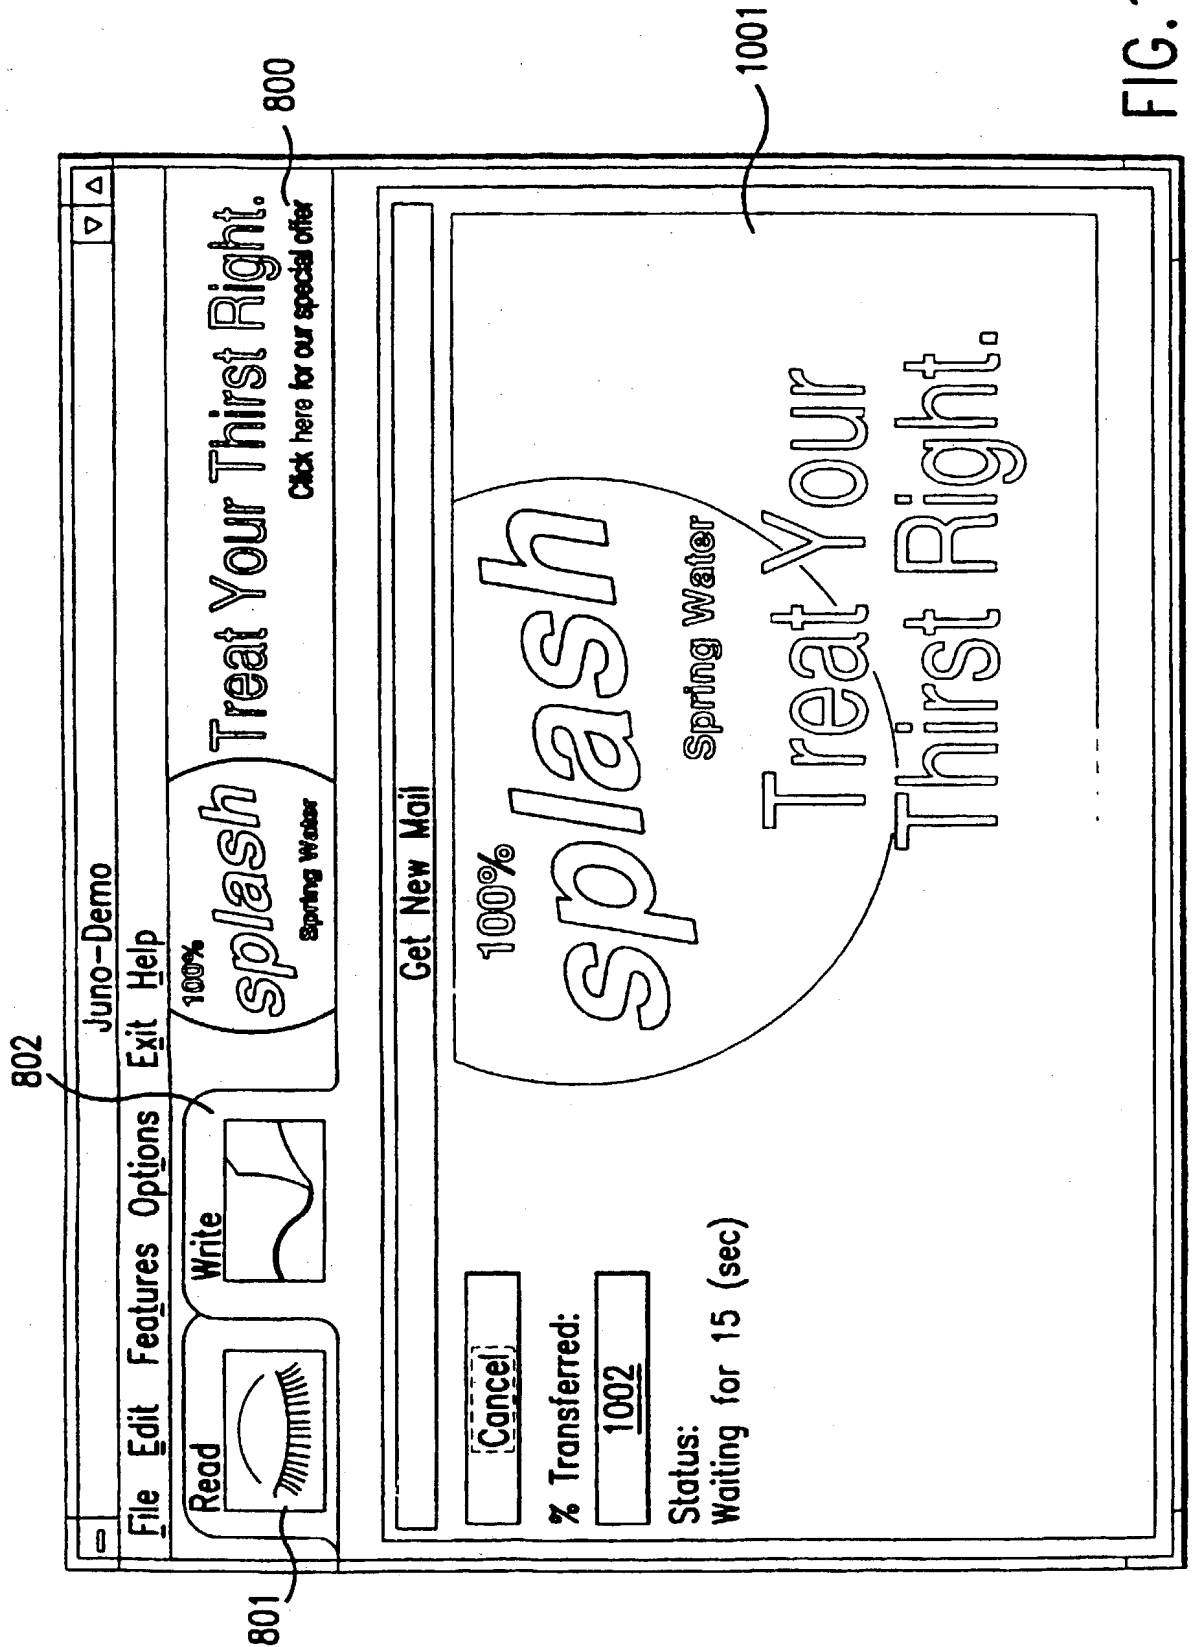 802
Juno-Demo
File Edit Features Options Exit Help
Read
Write
100%
splash
Spring Water
Treat Your Thirst Right.
Click here for our special offer
800
801
Get New Mail
Cancel
% Transferred:
1002
Status:
Waiting for 15 (sec)
100%
splash
Spring Water
Treat Your
Thirst Right.
1001
FIG.